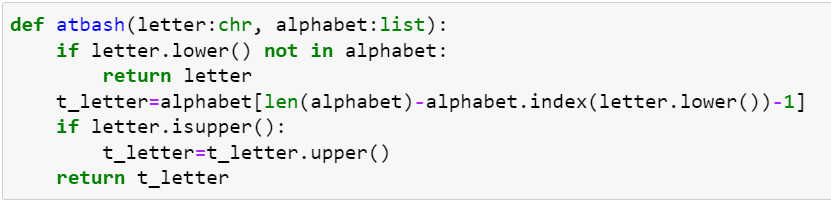 def atbash(letter:chr, alphabet:list):
    if letter.lower() not in alphabet:
        return letter
    t_letter=alphabet[len(alphabet)-alphabet.index(letter.lower())-1]
    if letter.isupper():
        t_letter=t_letter.upper()
    return t_letter